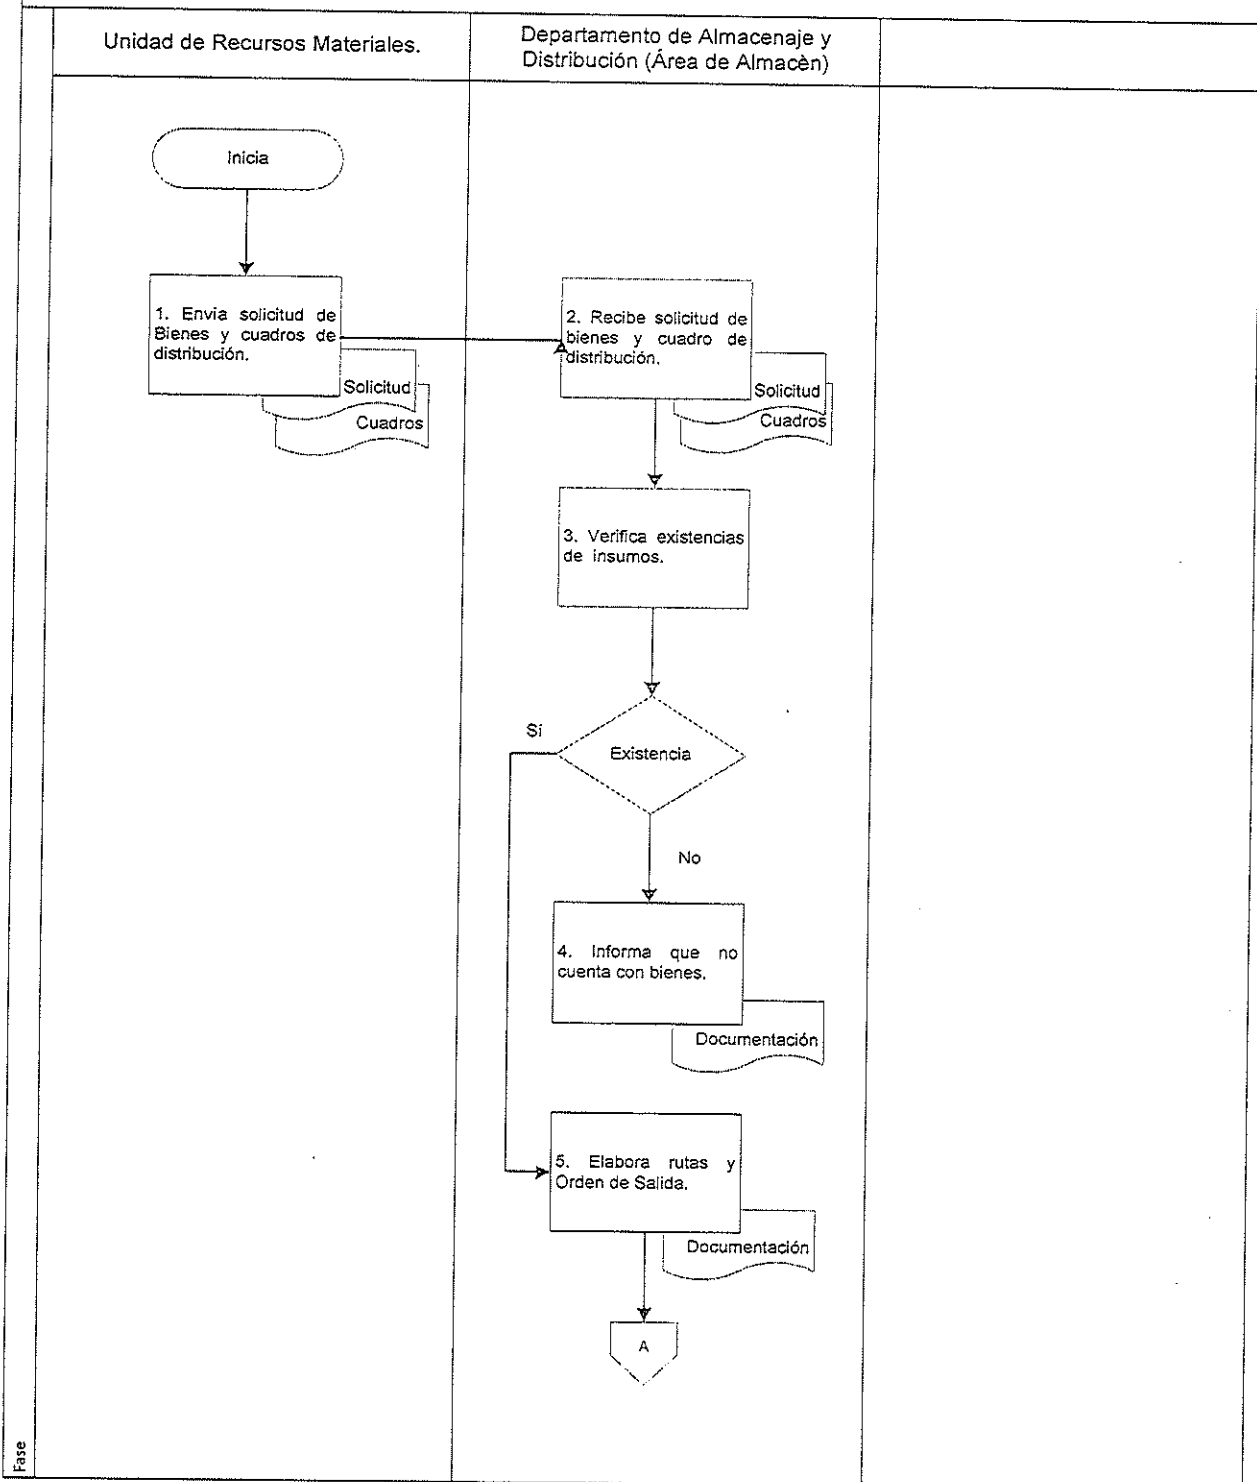 Unidad de Recursos Materiales.
Departamento de Almacenaje y
Distribución (Área de Almacèn)
Inicia
1. Envia solicitud de
Bienes y cuadros de
distribución.
Solicitud
Cuadros
2. Recibe solicitud de
bienes y cuadro de
distribución.
Solicitud
Cuadros
3. Verifica existencias
de insumos.
Existencia
Sí
No
4. Informa que no
cuenta con bienes.
Documentación
5. Elabora rutas y
Orden de Salida.
Documentación
A
Fase